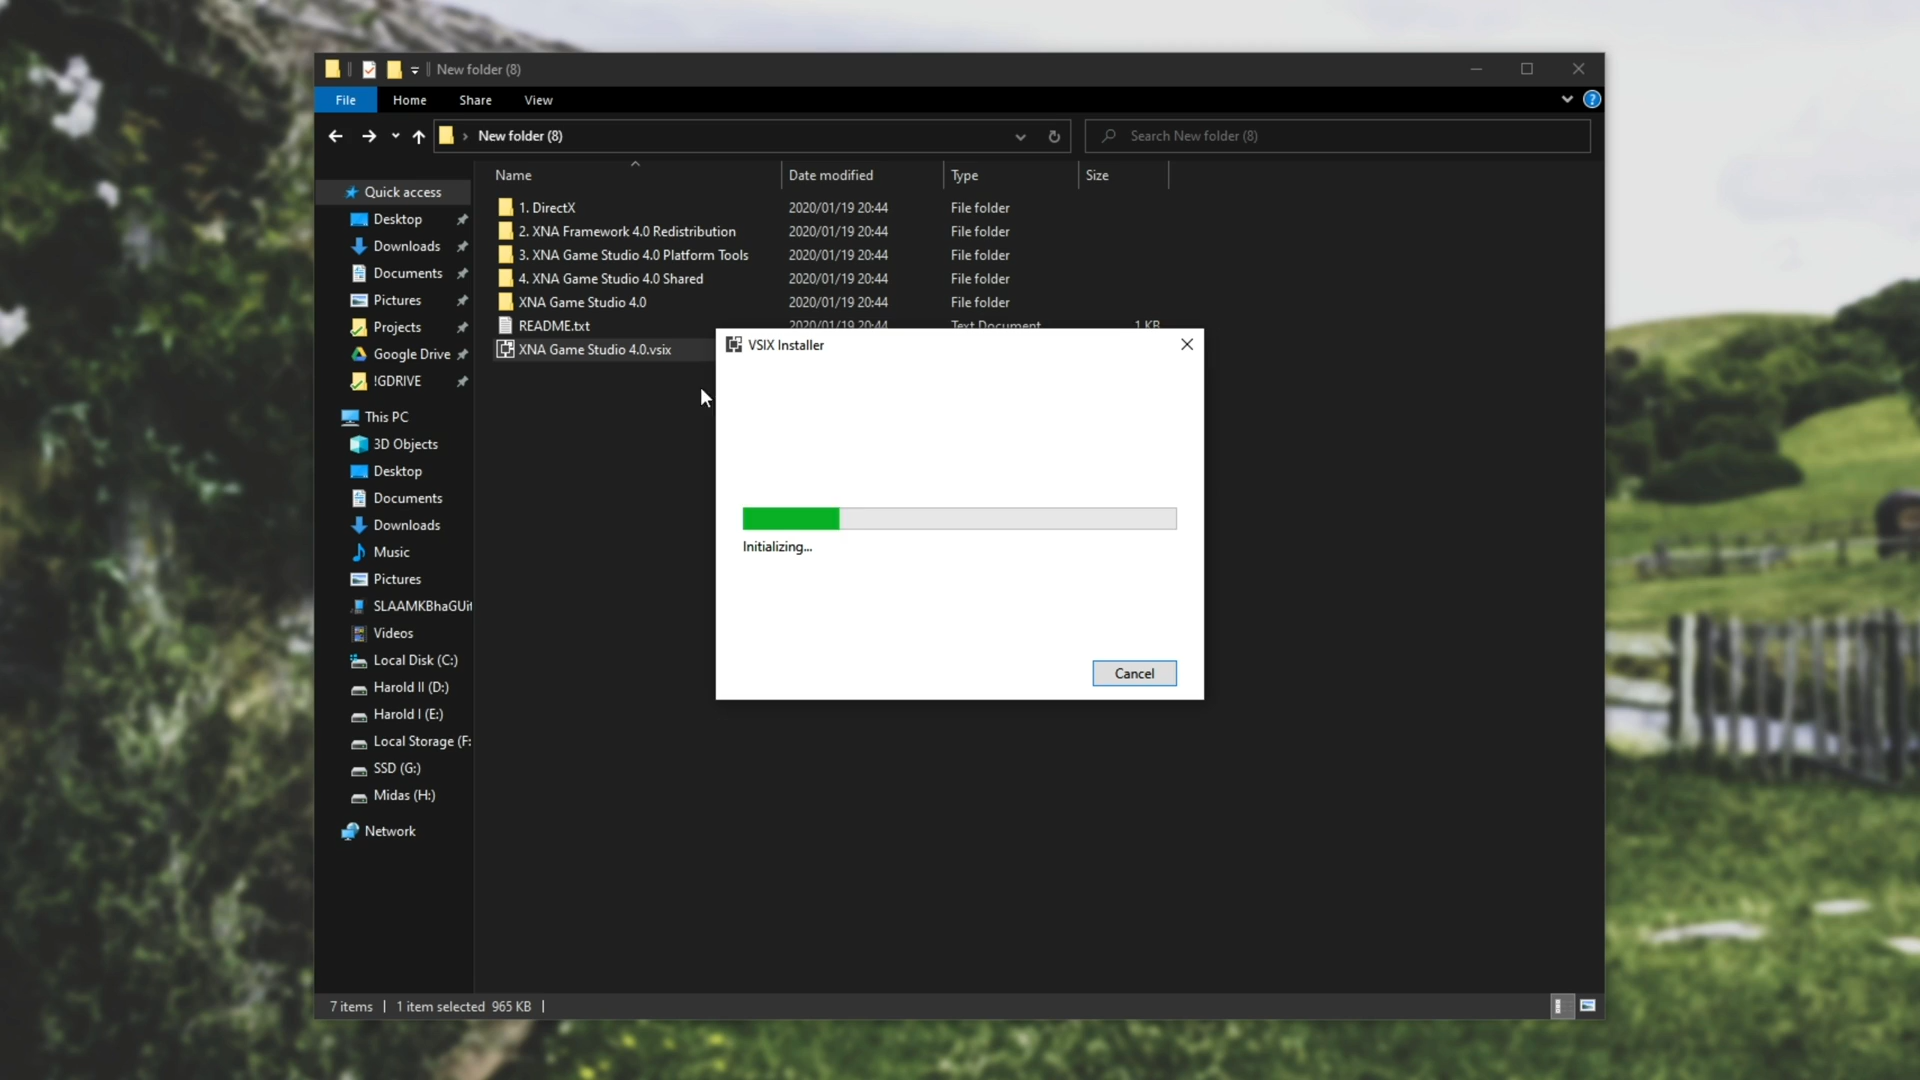 New folder (8)
File Home Share View
New folder (8) Search New folder (8)
Name Date modified Type Size
Quick access
Desktop
Downloads
Documents
Pictures
Projects
Google Drive
!GDRIVE
This PC
3D Objects
Desktop
Documents
Downloads
Music
Pictures
SLAAMKBhaGUit
Videos
Local Disk (C:)
Harold II (D:)
Harold I (E:)
Local Storage (F:
SSD (G:)
Midas (H:)
Network
1. DirectX 2020/01/19 20:44 File folder
2. XNA Framework 4.0 Redistribution 2020/01/19 20:44 File folder
3. XNA Game Studio 4.0 Platform Tools 2020/01/19 20:44 File folder
4. XNA Game Studio 4.0 Shared 2020/01/19 20:44 File folder
XNA Game Studio 4.0 2020/01/19 20:44 File folder
README.txt 2020/01/19 20:44 Text Document 1 KB
XNA Game Studio 4.0.vsix
VSIX Installer
Initializing...
Cancel
7 items 1 item selected 965 KB